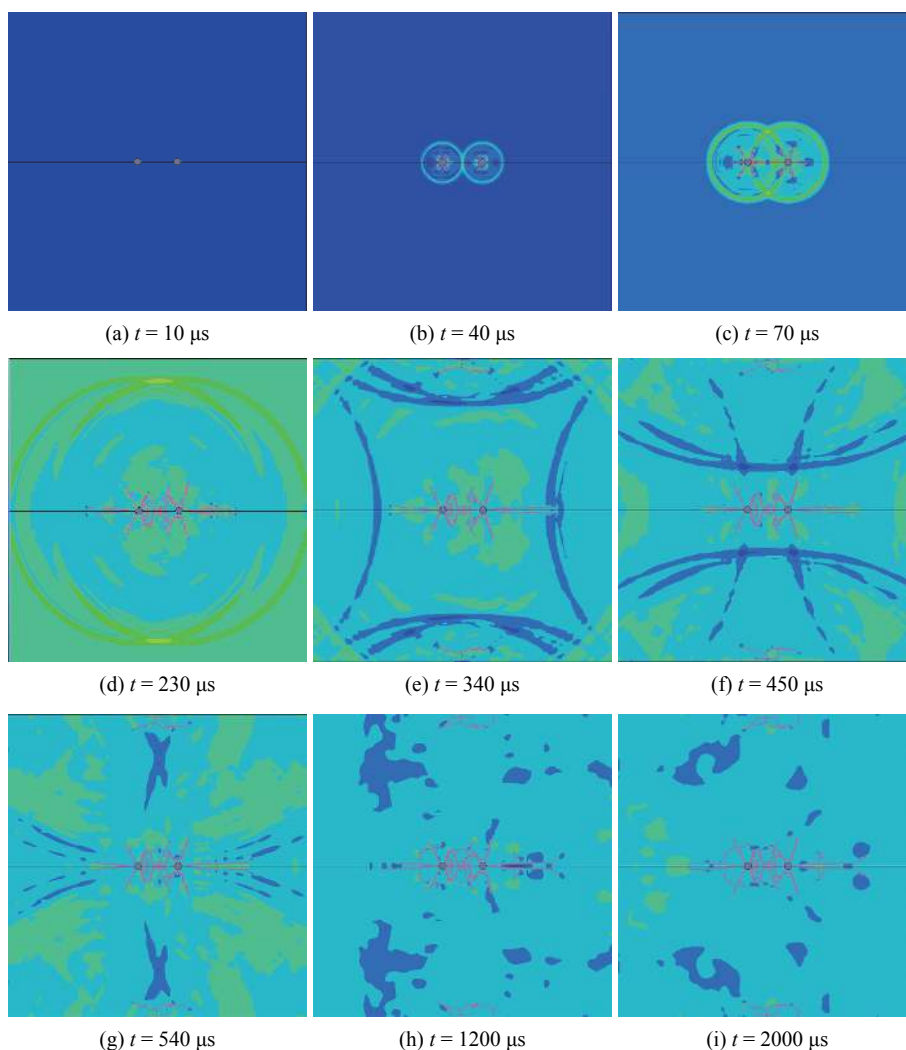 (a) t = 10 μs
(b) t = 40 μs
(c) t = 70 μs
(d) t = 230 μs
(e) t = 340 μs
(f) t = 450 μs
(g) t = 540 μs
(h) t = 1200 μs
(i) t = 2000 μs